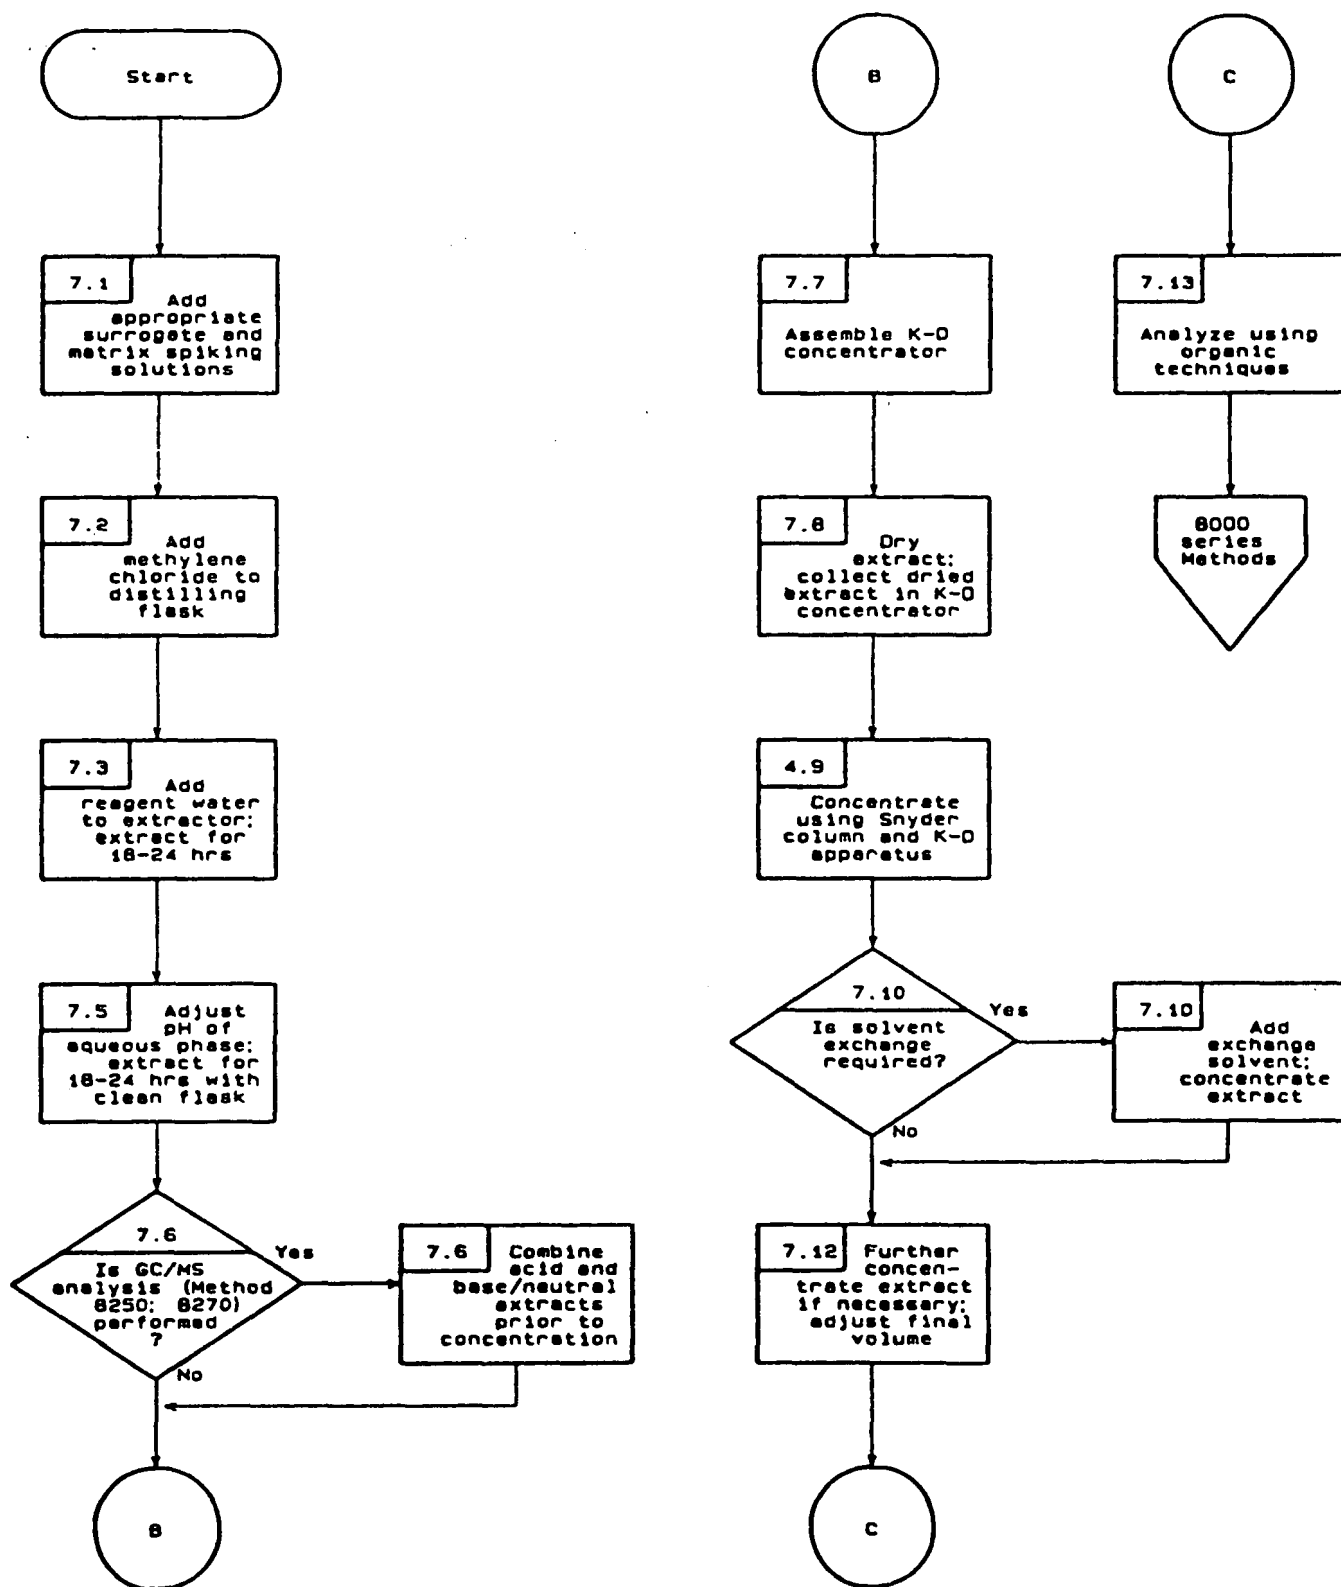 Start
7.1
Add
appropriate
surrogate and
matrix spiking
solutions
7.2
Add
methylene
chloride to
distilling
flask
7.3
Add
reagent water
to extractor;
extract for
18-24 hrs
7.5
Adjust
pH of
aqueous phase;
extract for
18-24 hrs with
clean flask
7.6
Is GC/MS
analysis (Method
8250; 8270)
performed
?
Yes
No
7.6
Combine
acid and
base/neutral
extracts
prior to
concentration
B
B
7.7
Assemble K-D
concentrator
7.8
Dry
extract;
collect dried
extract in K-D
concentrator
4.9
Concentrate
using Snyder
column and K-D
apparatus
7.10
Is solvent
exchange
required?
Yes
No
7.10
Add
exchange
solvent;
concentrate
extract
7.12
Further
concen-
trate extract
if necessary;
adjust final
volume
C
C
7.13
Analyze using
organic
techniques
8000
series
Methods